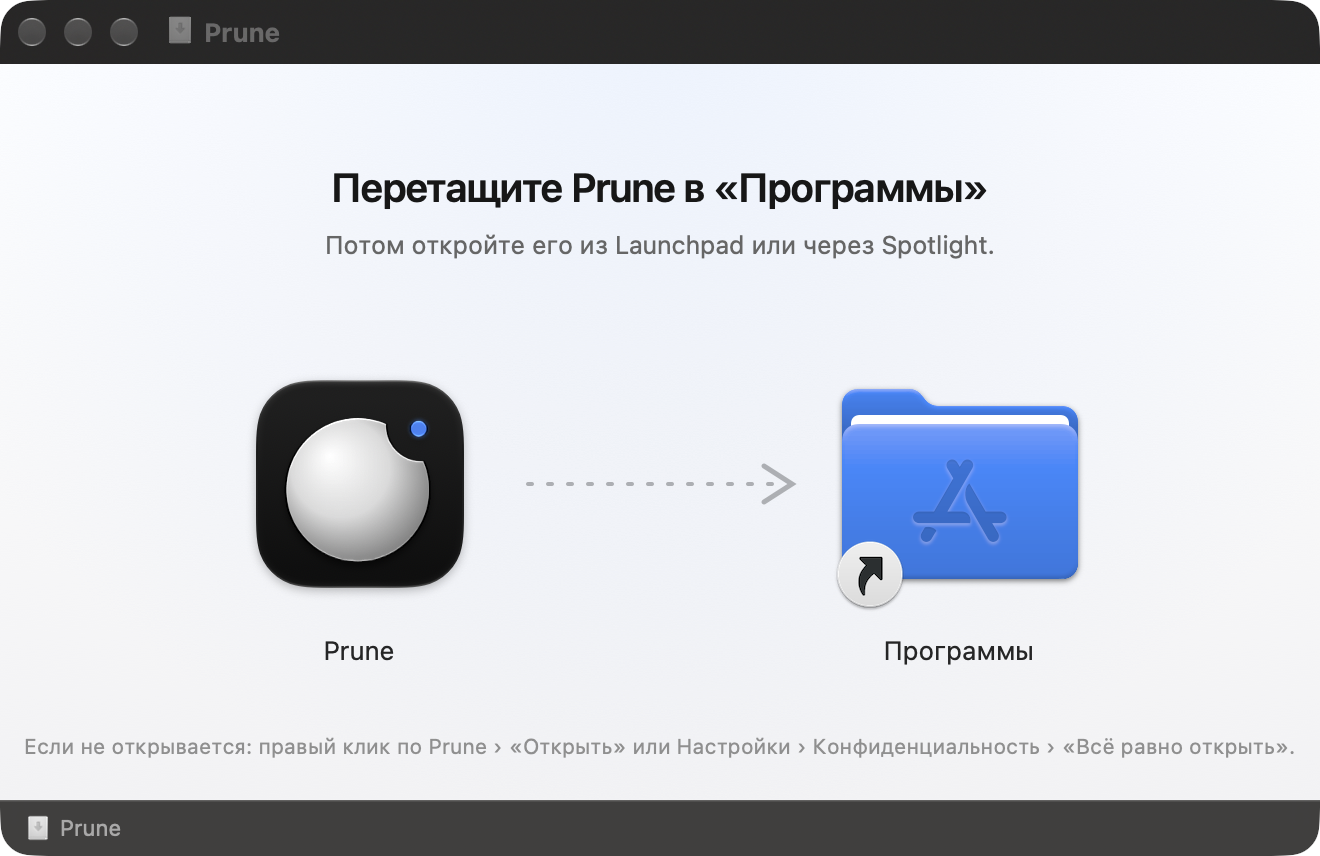 Prune
Перетащите Prune в «Программы»
Потом откройте его из Launchpad или через Spotlight.
Prune
Программы
Если не открывается: правый клик по Prune › «Открыть» или Настройки › Конфиденциальность › «Всё равно открыть».
Prune